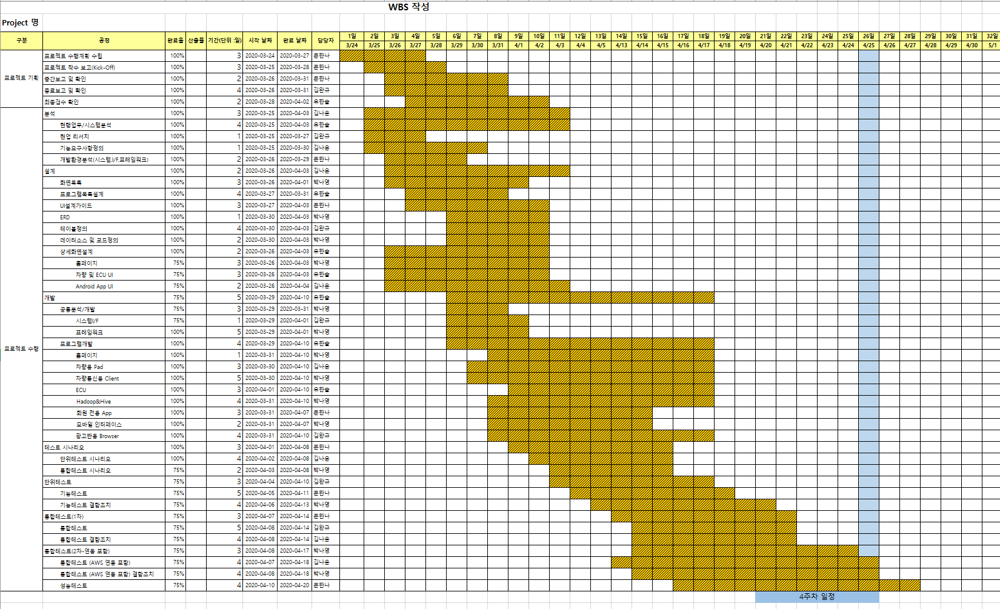 WBS 작성
Project 명
구분 공정 완료율 산출물 기간(단위 :일) 시작 날짜 완료 날짜 담당자 1일 2일 3일 4일 5일 6일 7일 8일 9일 10일 11일 12일 13일 14일 15일 16일 17일 18일 19일 20일 21일 22일 23일 24일 25일 26일 27일 28일 29일 30일 31일 32일
3/24 3/25 3/26 3/27 3/28 3/29 3/30 3/31 4/1 4/2 4/3 4/4 4/5 4/13 4/14 4/15 4/16 4/17 4/18 4/19 4/20 4/21 4/22 4/23 4/24 4/25 4/26 4/27 4/28 4/29 4/30 5/1
프로젝트 기획
프로젝트 수행계획 수립 100% 3 2020-03-24 2020-03-27 문한나
프로젝트 착수 보고(Kick-Off) 100% 3 2020-03-25 2020-03-28 문한나
중간보고 및 확인 100% 2 2020-03-26 2020-03-31 문한나
종료보고 및 확인 100% 4 2020-03-26 2020-03-31 김완규
최종검수 확인 100% 2 2020-03-28 2020-04-02 유한솔
프로젝트 수행
분석 100% 3 2020-03-25 2020-04-03 김나윤
현행업무/시스템분석 100% 4 2020-03-25 2020-04-03 유한솔
현업 리서치 100% 1 2020-03-25 2020-03-27 김완규
기능요구사항정의 100% 1 2020-03-25 2020-03-30 김나윤
개발환경분석(시스템,I/F,프레임워크) 100% 2 2020-03-26 2020-03-29 문한나
설계 100% 2 2020-03-26 2020-04-03 김나윤
화면목록 100% 3 2020-03-26 2020-04-01 박나영
프로그램목록설계 100% 4 2020-03-27 2020-03-31 유한솔
UI설계가이드 100% 3 2020-03-27 2020-04-03 문한나
ERD 100% 1 2020-03-30 2020-04-03 박나영
테이블정의 100% 4 2020-03-30 2020-04-03 김완규
데이터소스 및 코드정의 100% 2 2020-03-30 2020-04-03 박나영
상세화면설계 100% 2 2020-03-26 2020-04-03 유한솔
홈페이지 75% 3 2020-03-26 2020-04-03 박나영
차량 및 ECU UI 75% 3 2020-03-26 2020-04-03 유한솔
Android App UI 75% 2 2020-03-26 2020-04-04 김나윤
개발 75% 5 2020-03-29 2020-04-10 유한솔
공통분석/개발 75% 3 2020-03-29 2020-03-31 박나영
시스템I/F 75% 1 2020-03-29 2020-04-01 김완규
프레임워크 100% 5 2020-03-29 2020-04-01 박나영
프로그램개발 100% 4 2020-03-29 2020-04-10 유한솔
홈페이지 100% 1 2020-03-31 2020-04-10 박나영
차량용 Pad 100% 3 2020-03-30 2020-04-10 김나윤
차량통신용 Client 100% 5 2020-03-30 2020-04-10 박나영
ECU 100% 3 2020-04-01 2020-04-10 유한솔
Hadoop&Hive 100% 4 2020-03-31 2020-04-10 박나영
회원 전용 App 100% 3 2020-03-31 2020-04-07 문한나
모바일 인터페이스 100% 2 2020-03-31 2020-04-07 박나영
광고판용 Browser 100% 4 2020-03-31 2020-04-10 김완규
테스트 시나리오 100% 3 2020-04-01 2020-04-08 문한나
단위테스트 시나리오 100% 4 2020-04-02 2020-04-08 김나윤
통합테스트 시나리오 75% 2 2020-04-03 2020-04-08 박나영
단위테스트 75% 3 2020-04-04 2020-04-10 김완규
기능테스트 75% 5 2020-04-05 2020-04-11 문한나
기능테스트 결함조치 75% 4 2020-04-06 2020-04-13 박나영
통합테스트(1차) 75% 3 2020-04-07 2020-04-14 문한나
통합테스트 75% 5 2020-04-08 2020-04-14 김완규
통합테스트 결함조치 75% 4 2020-04-08 2020-04-14 김나윤
통합테스트(2차-연동 포함) 75% 3 2020-04-08 2020-04-17 박나영
통합테스트 (AWS 연동 포함) 75% 4 2020-04-07 2020-04-18 김나윤
통합테스트 (AWS 연동 포함) 결함조치 75% 4 2020-04-08 2020-04-18 박나영
성능테스트 75% 4 2020-04-10 2020-04-20 문한나
4주차 일정